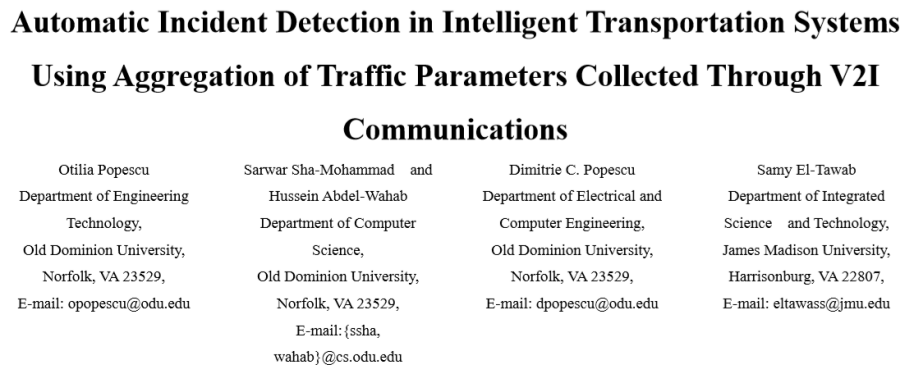 Automatic Incident Detection in Intelligent Transportation Systems
Using Aggregation of Traffic Parameters Collected Through V2I
Communications
Otilia Popescu
Department of Engineering
Technology,
Old Dominion University,
Norfolk, VA 23529,
E-mail: opopescu@odu.edu
Sarwar Sha-Mohammad and
Hussein Abdel-Wahab
Department of Computer
Science,
Old Dominion University,
Norfolk, VA 23529,
E-mail:{ssha,
wahab}@cs.odu.edu
Dimitrie C. Popescu
Department of Electrical and
Computer Engineering,
Old Dominion University,
Norfolk, VA 23529,
E-mail: dpopescu@odu.edu
Samy El-Tawab
Department of Integrated
Science and Technology,
James Madison University,
Harrisonburg, VA 22807,
E-mail: eltawass@jmu.edu